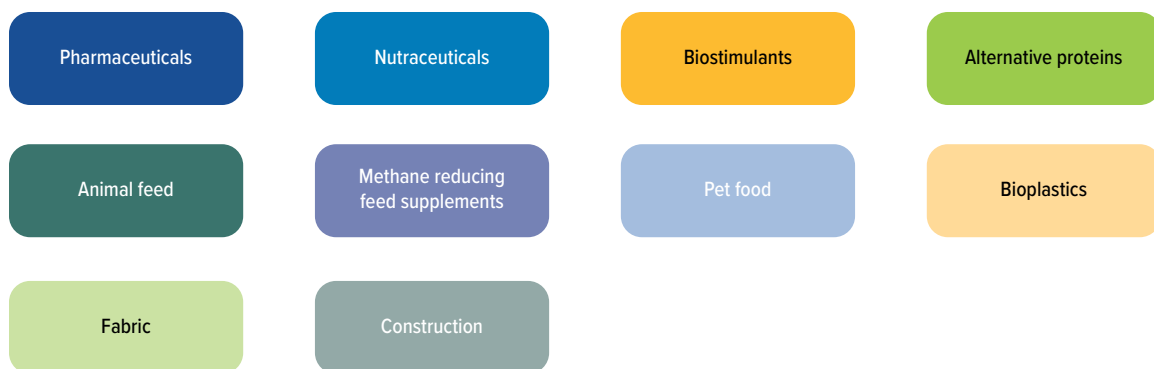 Pharmaceuticals
Nutraceuticals
Biostimulants
Alternative proteins
Animal feed
Methane reducing
feed supplements
Pet food
Bioplastics
Fabric
Construction